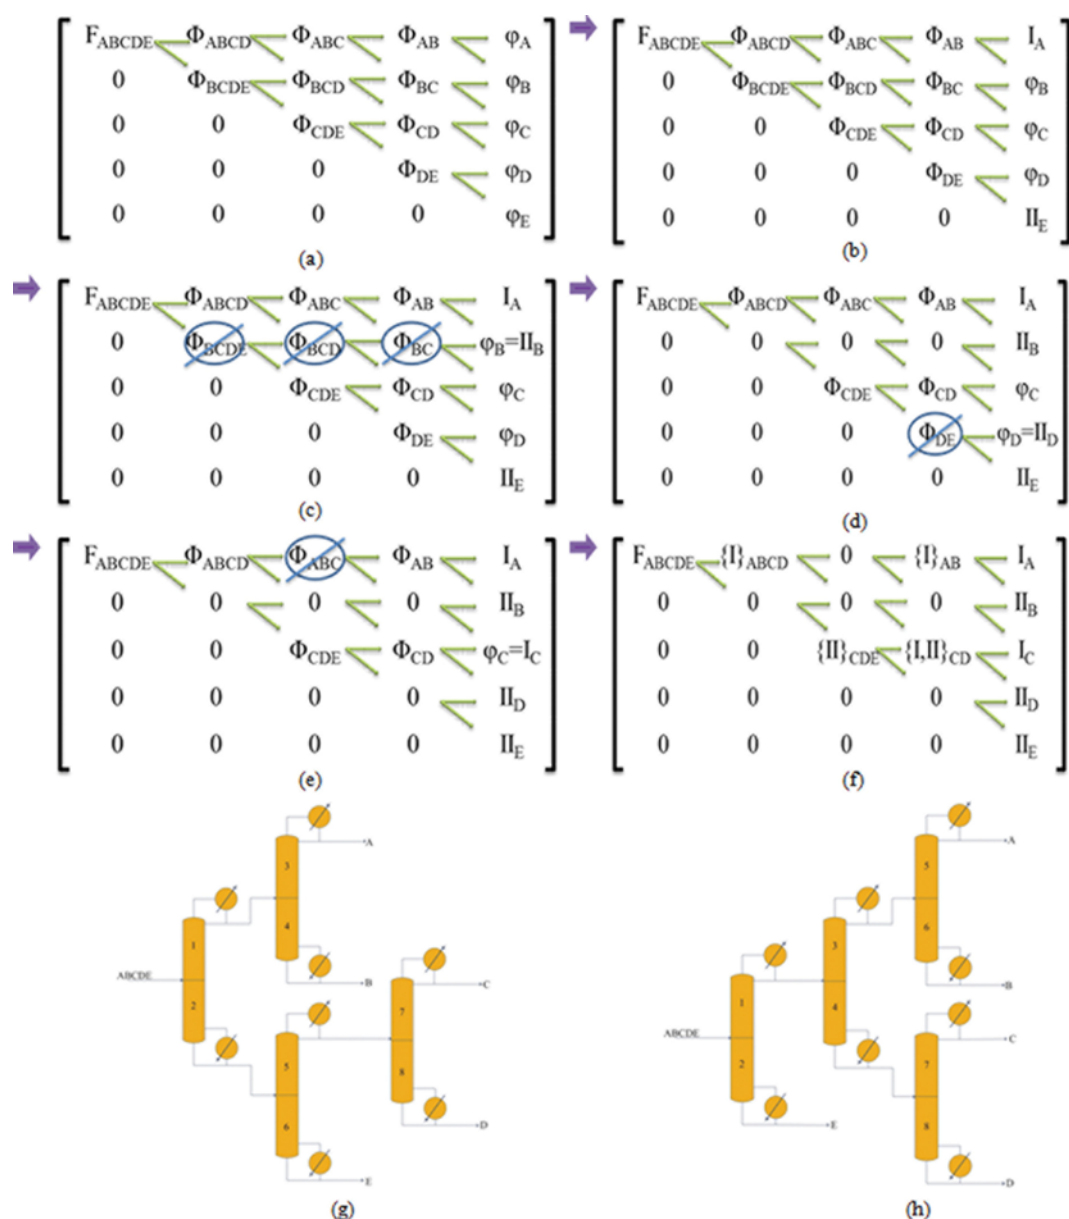 F_ABCDE Φ_ABCD Φ_ABC Φ_AB φ_A
0 Φ_BCDE Φ_BCD Φ_BC φ_B
0 0 Φ_CDE Φ_CD φ_C
0 0 0 Φ_DE φ_D
0 0 0 0 φ_E
(a)
F_ABCDE Φ_ABCD Φ_ABC Φ_AB I_A
0 Φ_BCDE Φ_BCD Φ_BC φ_B
0 0 Φ_CDE Φ_CD φ_C
0 0 0 Φ_DE φ_D
0 0 0 0 II_E
(b)
F_ABCDE Φ_ABCD Φ_ABC Φ_AB I_A
0 Φ_BCDE Φ_BCD Φ_BC φ_B=II_B
0 0 Φ_CDE Φ_CD φ_C
0 0 0 Φ_DE φ_D
0 0 0 0 II_E
(c)
F_ABCDE Φ_ABCD Φ_ABC Φ_AB I_A
0 0 0 0 II_B
0 0 Φ_CDE Φ_CD φ_C
0 0 0 Φ_DE φ_D=II_D
0 0 0 0 II_E
(d)
F_ABCDE Φ_ABCD Φ_ABC Φ_AB I_A
0 0 0 0 II_B
0 0 Φ_CDE Φ_CD φ_C=I_C
0 0 0 0 II_D
0 0 0 0 II_E
(e)
F_ABCDE {I}_ABCD 0 {I}_AB I_A
0 0 0 0 II_B
0 0 {II}_CDE {I,II}_CD I_C
0 0 0 0 II_D
0 0 0 0 II_E
(f)
A
3
4
1
ABCDE
B
C
2
7
5
8
6
D
E
(g)
A
5
6
3
B
1
4
C
ABCDE
7
2
8
E
D
(h)